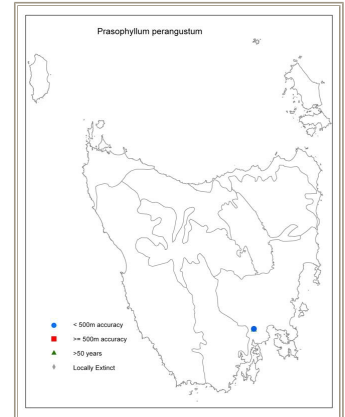 Prasophyllum perangustum
< 500m accuracy
>= 500m accuracy
>50 years
Locally Extinct